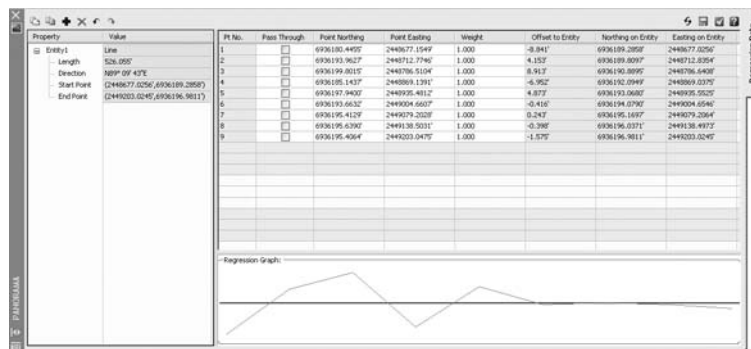 Property Value
Entity1 Line
Length 526.055'
Direction N89° 09' 43"E
Start Point (2448677.0256',6936189.2858')
End Point (2449203.0245',6936196.9811')
Pt No. Pass Through Point Northing Point Easting Weight Offset to Entity Northing on Entity Easting on Entity
1 6936180.4455' 2448677.1549' 1.000 -8.841' 6936189.2858' 2448677.0256'
2 6936193.9627' 2448712.7746' 1.000 4.153' 6936189.8097' 2448712.8354'
3 6936199.8015' 2448786.5104' 1.000 8.913' 6936190.8895' 2448786.6408'
4 6936185.1437' 2448869.1391' 1.000 -6.952' 6936192.0949' 2448869.0375'
5 6936197.9400' 2448935.4812' 1.000 4.873' 6936193.0680' 2448935.5525'
6 6936193.6632' 2449004.6607' 1.000 -0.416' 6936194.0790' 2449004.6546'
7 6936195.4129' 2449079.2028' 1.000 0.243' 6936195.1697' 2449079.2064'
8 6936195.6390' 2449138.5031' 1.000 -0.398' 6936196.0371' 2449138.4973'
9 6936195.4064' 2449203.0475' 1.000 -1.575' 6936196.9811' 2449203.0245'
Regression Graph:
PANORAMA